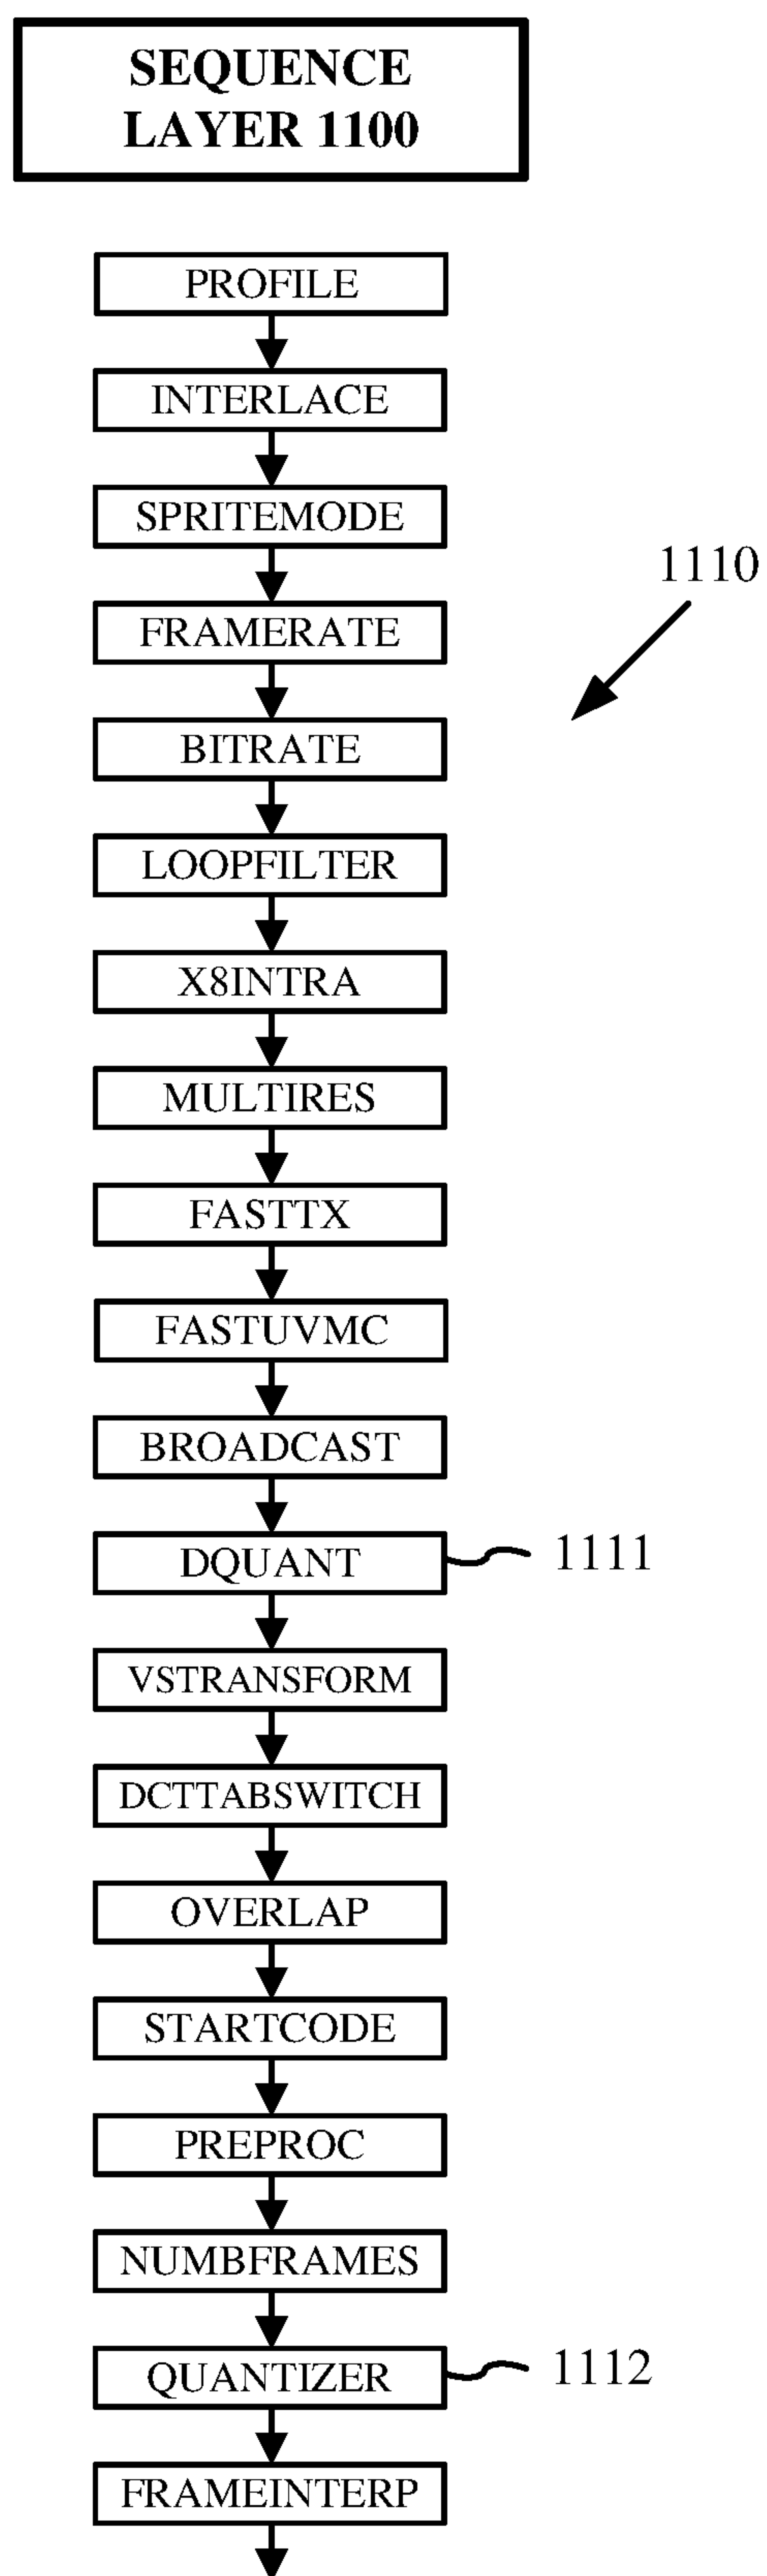 SEQUENCE
LAYER 1100
PROFILE
INTERLACE
SPRITEMODE
1110
FRAMERATE
BITRATE
LOOPFILTER
X8INTRA
MULTIRES
FASTTX
FASTUVMC
BROADCAST
DQUANT
1111
VSTRANSFORM
DCTTABSWITCH
OVERLAP
STARTCODE
PREPROC
NUMBFRAMES
QUANTIZER
1112
FRAMEINTERP